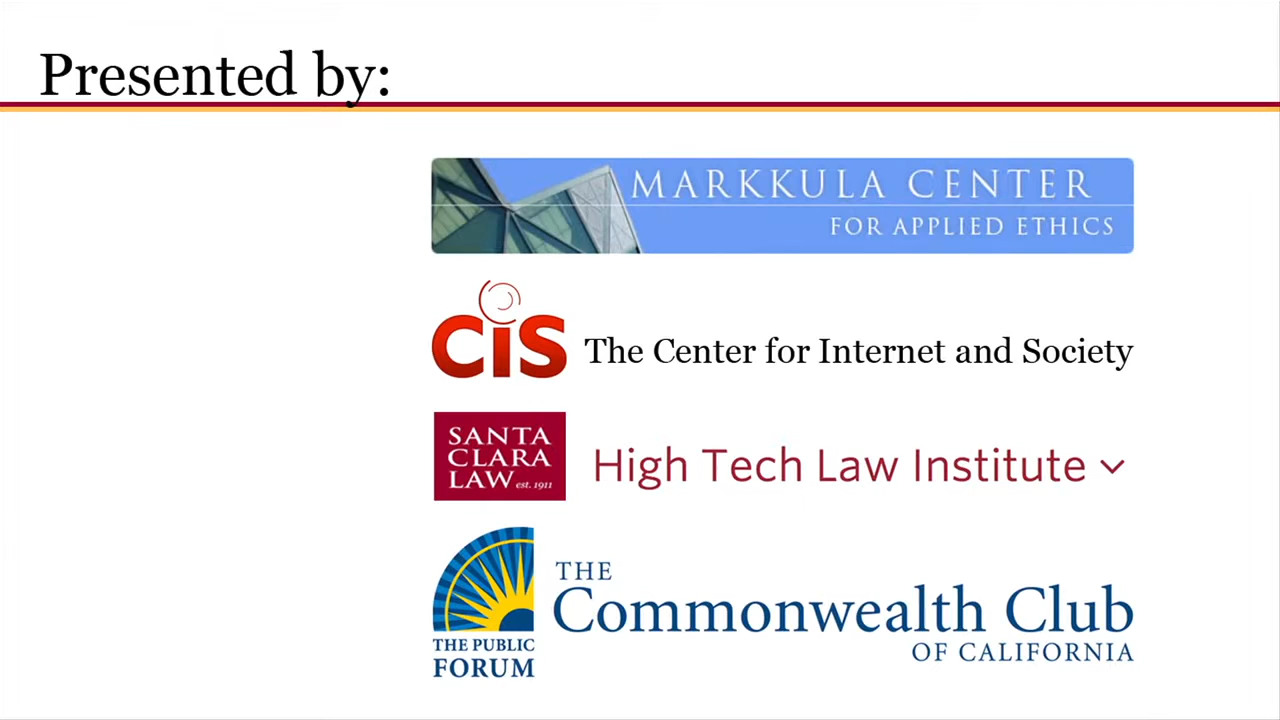 Presented by:
MARKKULA CENTER
FOR APPLIED ETHICS
CiS The Center for Internet and Society
SANTA
CLARA
LAW est. 1911
High Tech Law Institute
THE PUBLIC
FORUM
THE
Commonwealth Club
OF CALIFORNIA